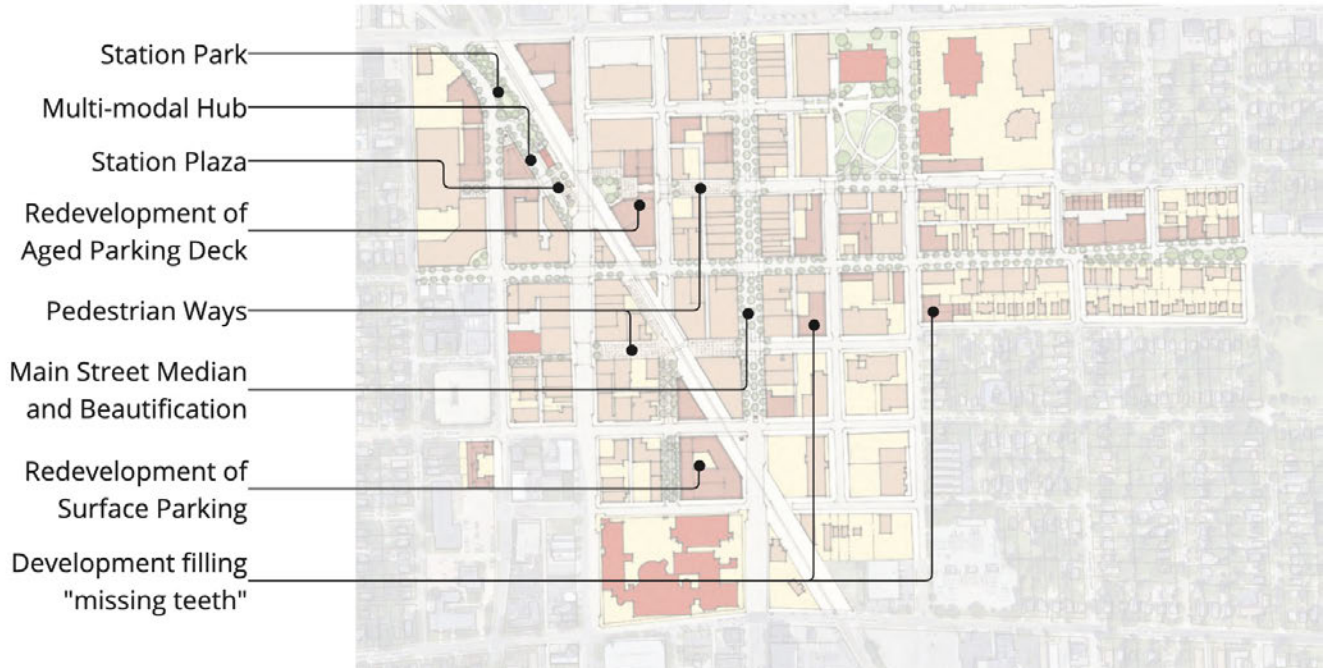 Station Park
Multi-modal Hub
Station Plaza
Redevelopment of
Aged Parking Deck
Pedestrian Ways
Main Street Median
and Beautification
Redevelopment of
Surface Parking
Development filling
"missing teeth"